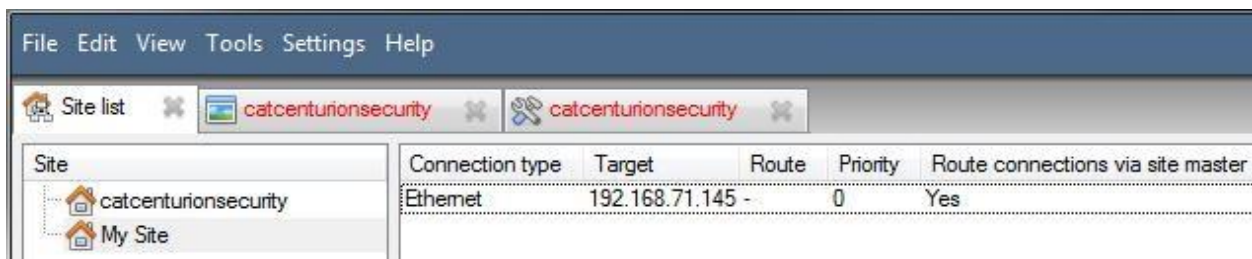 File Edit View Tools Settings Help
Site list catcenturionsecurity catcenturionsecurity
Site Connection type Target Route Priority Route connections via site master
catcenturionsecurity Ethernet 192.168.71.145 - 0 Yes
My Site